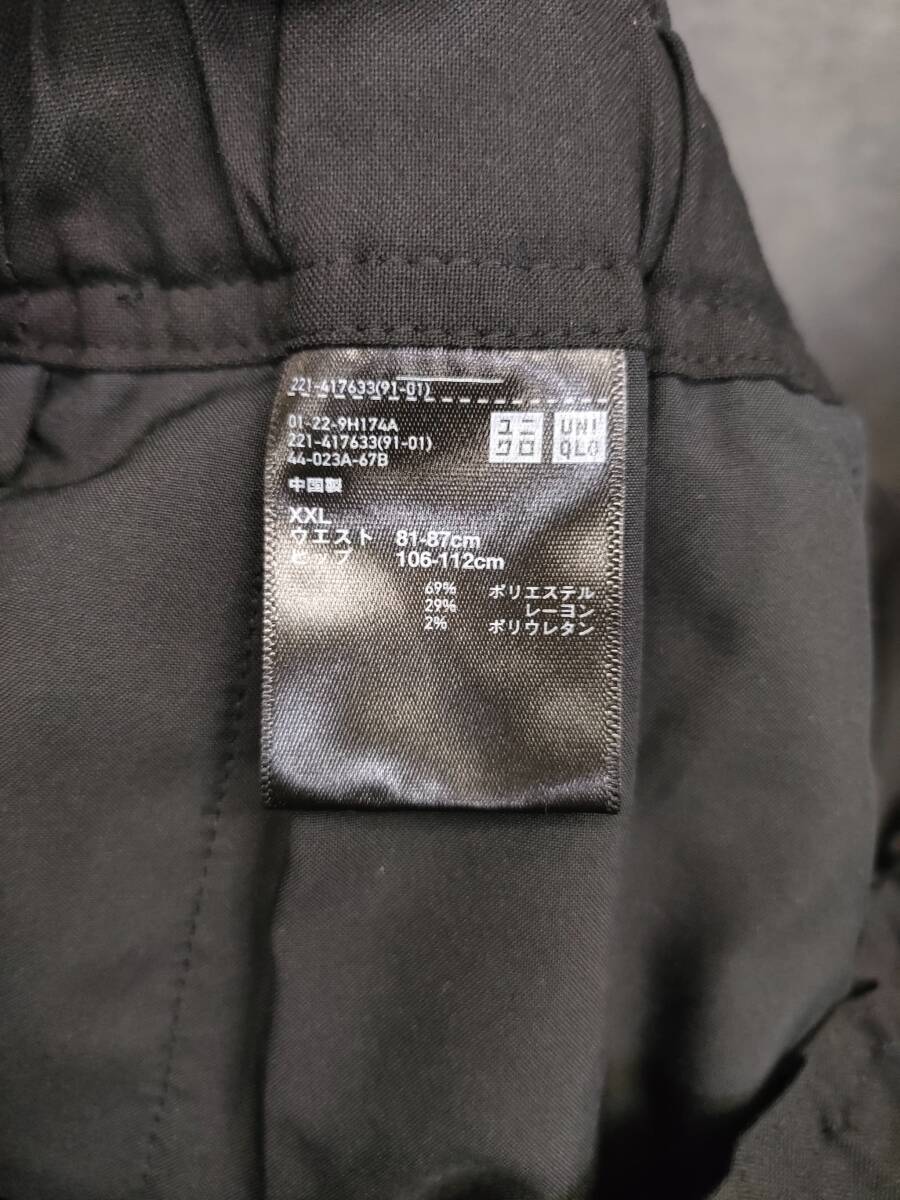 221-417633(91-01)
01-22-9H174A
221-417633(91-01)
44-023A-67B
ユニクロ
UNIQLO
中国製
XXL
ウエスト 81-87cm
ヒップ 106-112cm
69% ポリエステル
29% レーヨン
2% ポリウレタン